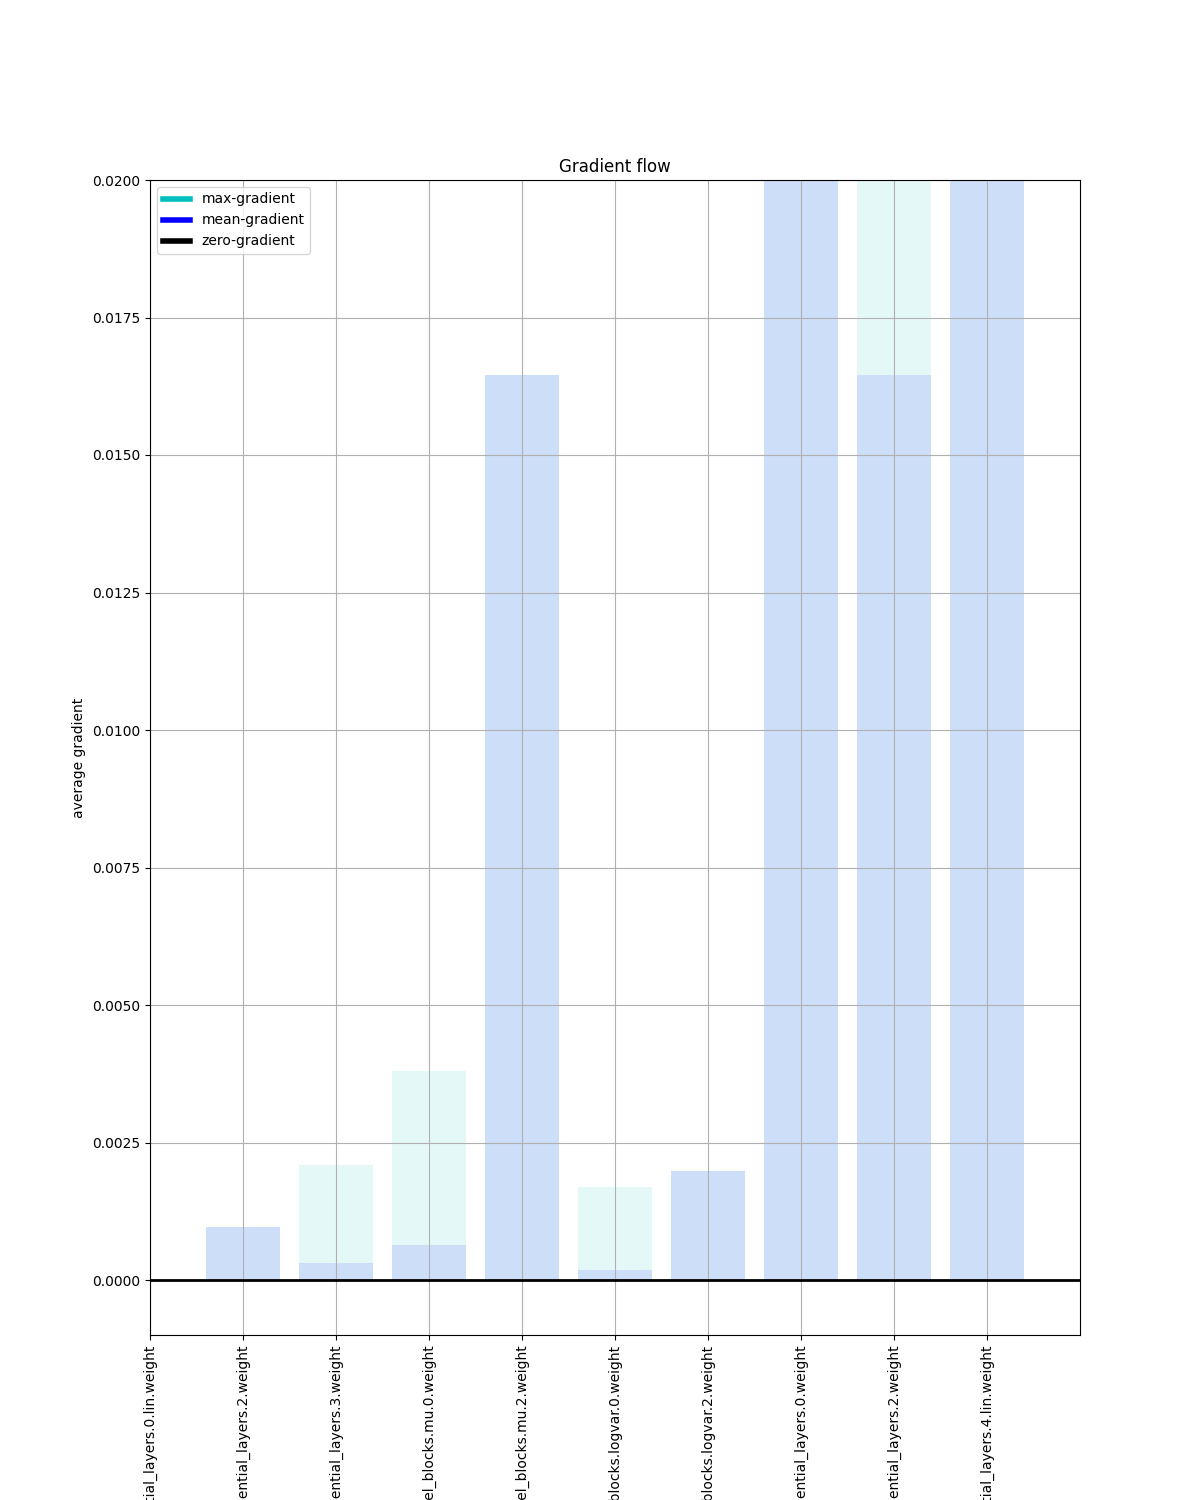 Gradient flow
max-gradient
mean-gradient
zero-gradient
0.0200
0.0175
0.0150
0.0125
0.0100
0.0075
0.0050
0.0025
0.0000
average gradient
tial_layers.0.lin.weight
ential_layers.2.weight
ential_layers.3.weight
el_blocks.mu.0.weight
el_blocks.mu.2.weight
blocks.logvar.0.weight
blocks.logvar.2.weight
ential_layers.0.weight
ential_layers.2.weight
tial_layers.4.lin.weight